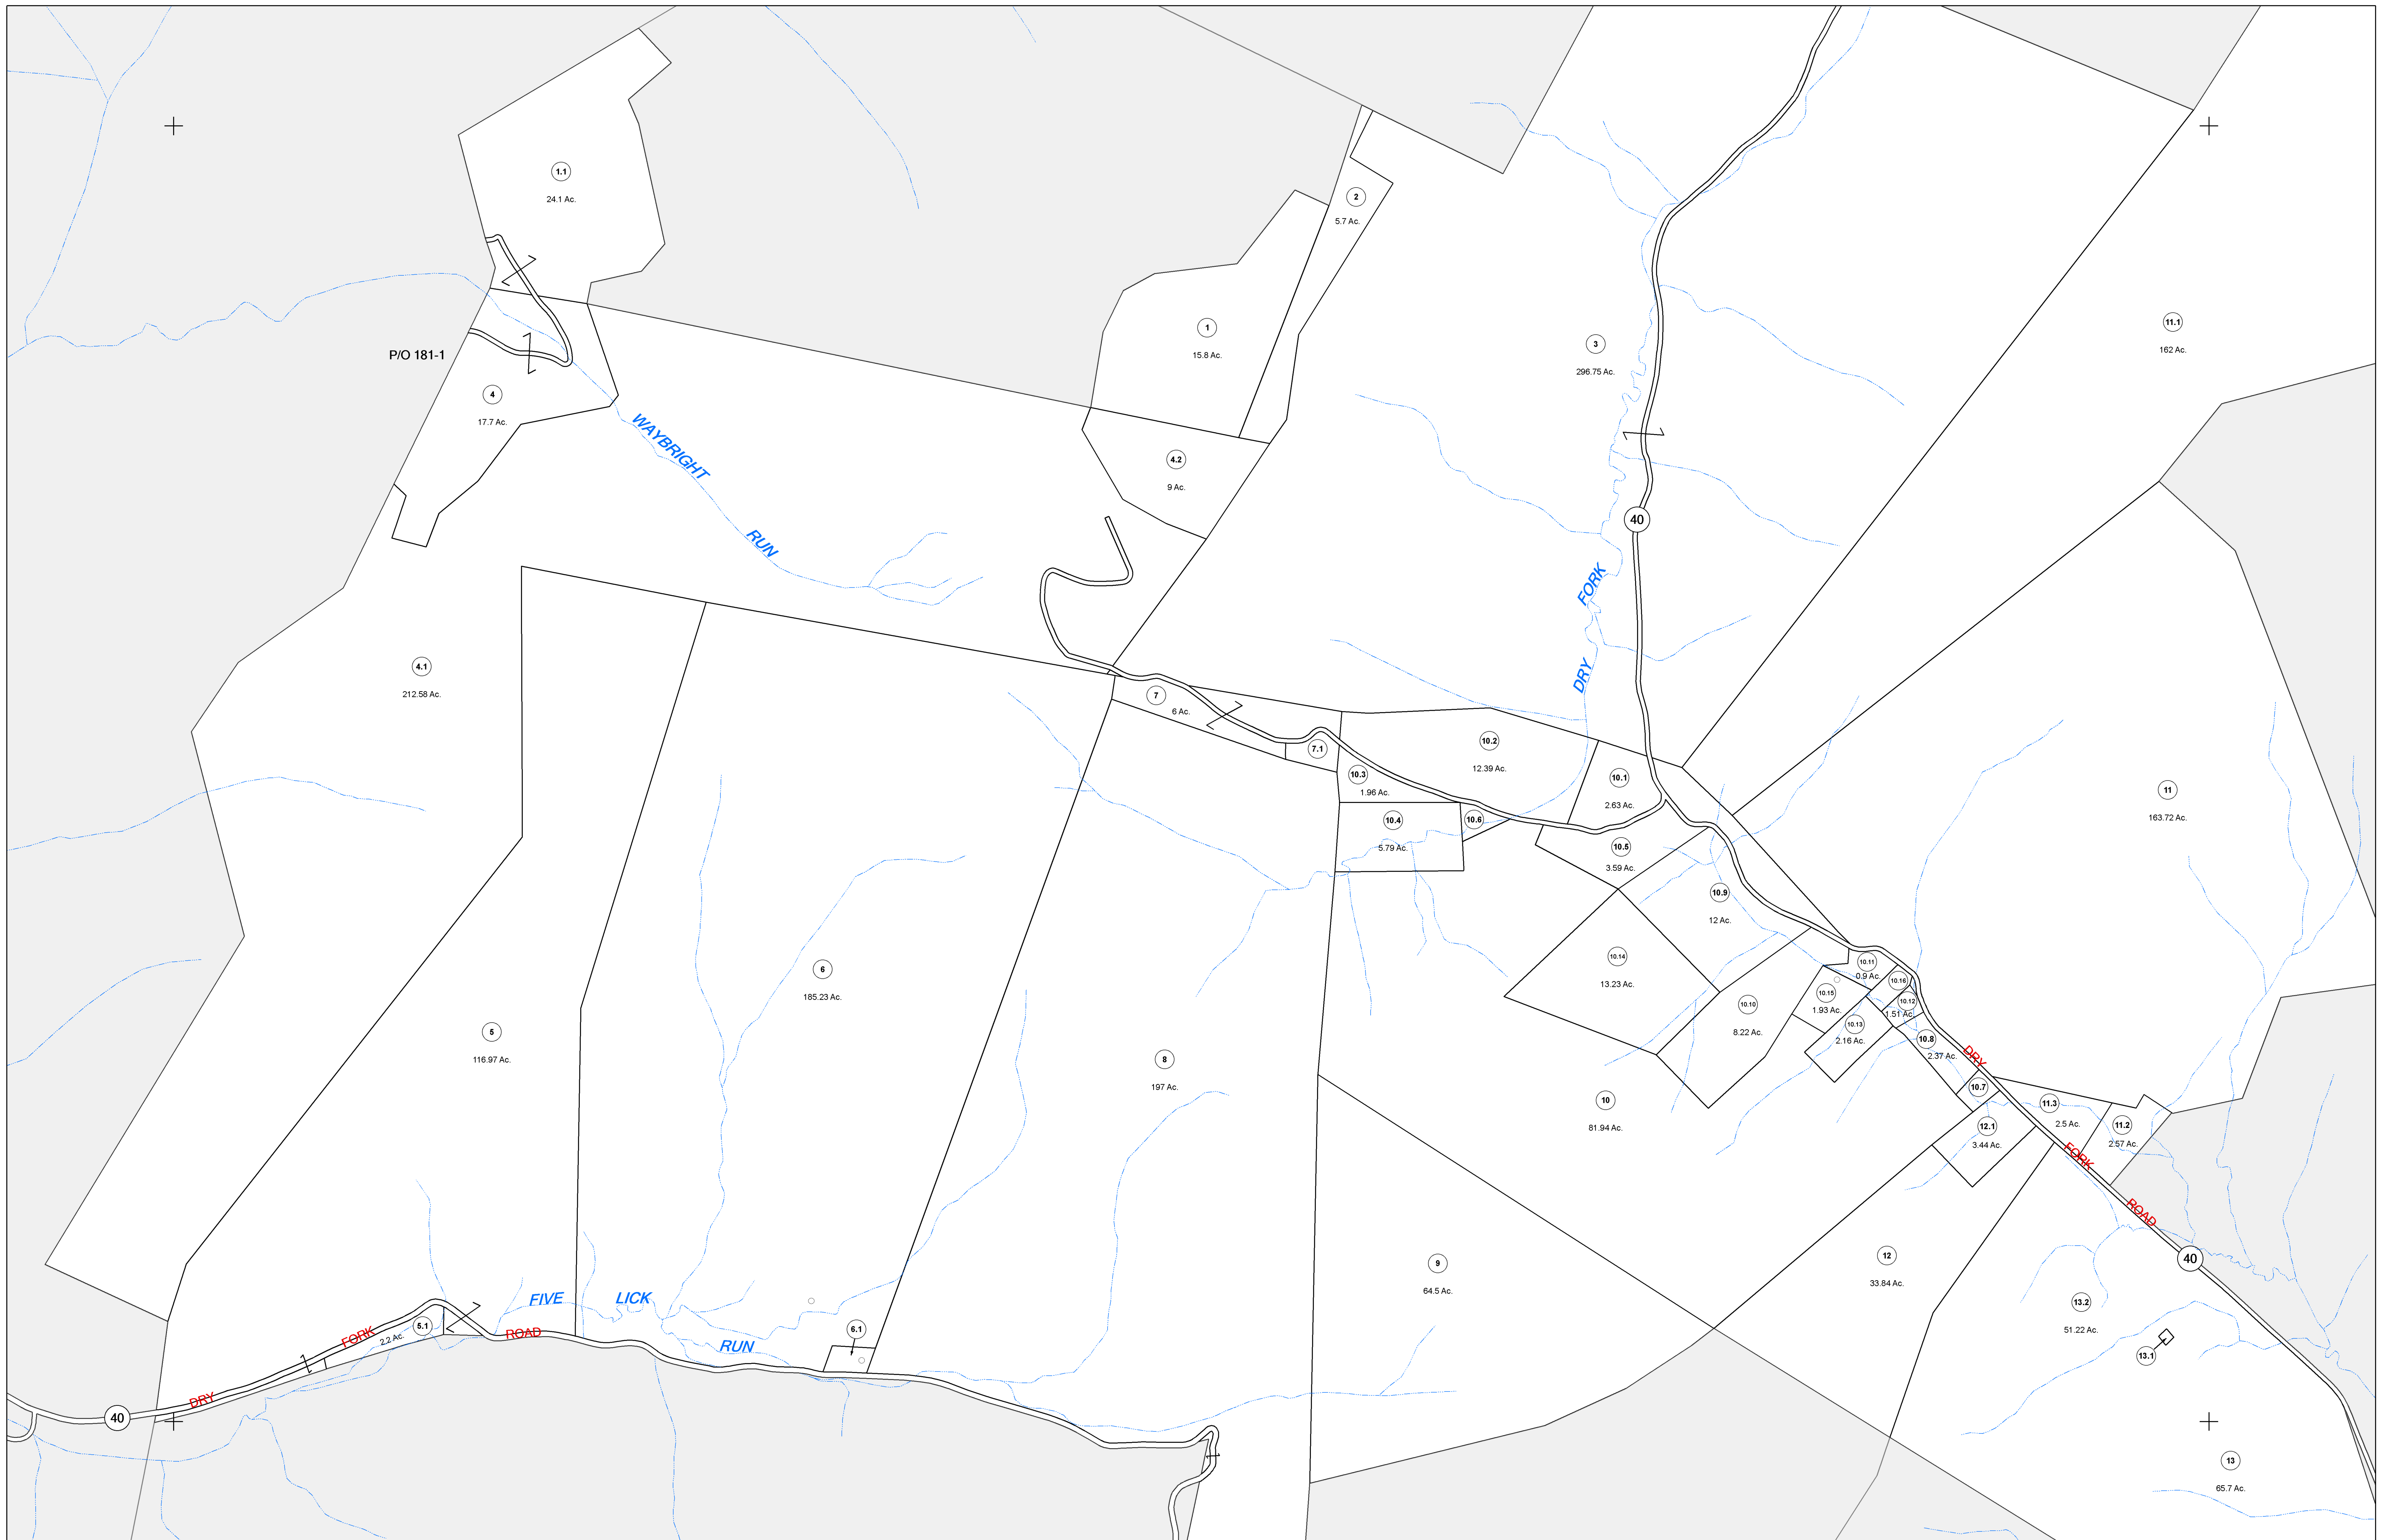 1.1
24.1 Ac.
2
5.7 Ac.
1
15.8 Ac.
3
296.75 Ac.
11.1
162 Ac.
P/O 181-1
4
17.7 Ac.
WAYBRIGHT
RUN
4.2
9 Ac.
40
FORK
DRY
4.1
212.58 Ac.
7
6 Ac.
7.1
10.2
12.39 Ac.
10.3
1.96 Ac.
10.1
2.63 Ac.
10.4
5.79 Ac.
10.6
10.5
3.59 Ac.
11
163.72 Ac.
10.9
12 Ac.
10.14
13.23 Ac.
10.11
0.9 Ac.
10.16
10.15
1.93 Ac.
10.12
1.51 Ac.
10.10
8.22 Ac.
10.13
2.16 Ac.
10.8
2.37 Ac.
6
185.23 Ac.
5
116.97 Ac.
8
197 Ac.
10
81.94 Ac.
10.7
11.3
2.5 Ac.
11.2
2.57 Ac.
12.1
3.44 Ac.
DRY
FORK
ROAD
40
9
64.5 Ac.
12
33.84 Ac.
13.2
51.22 Ac.
13.1
13
65.7 Ac.
FIVE LICK
RUN
5.1
2.2 Ac.
6.1
40
DRY
FORK
ROAD